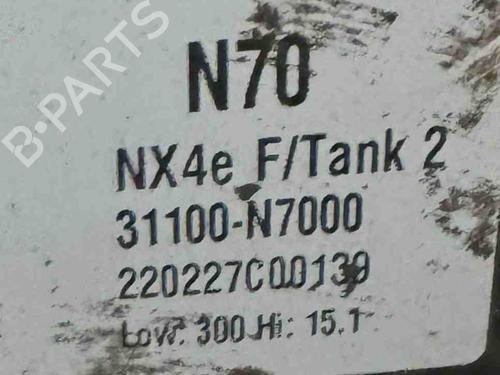 B-PARTS
N70
NX4e F/Tank 2
31100-N7000
220227C00139
Low: 300 Hi: 15.1